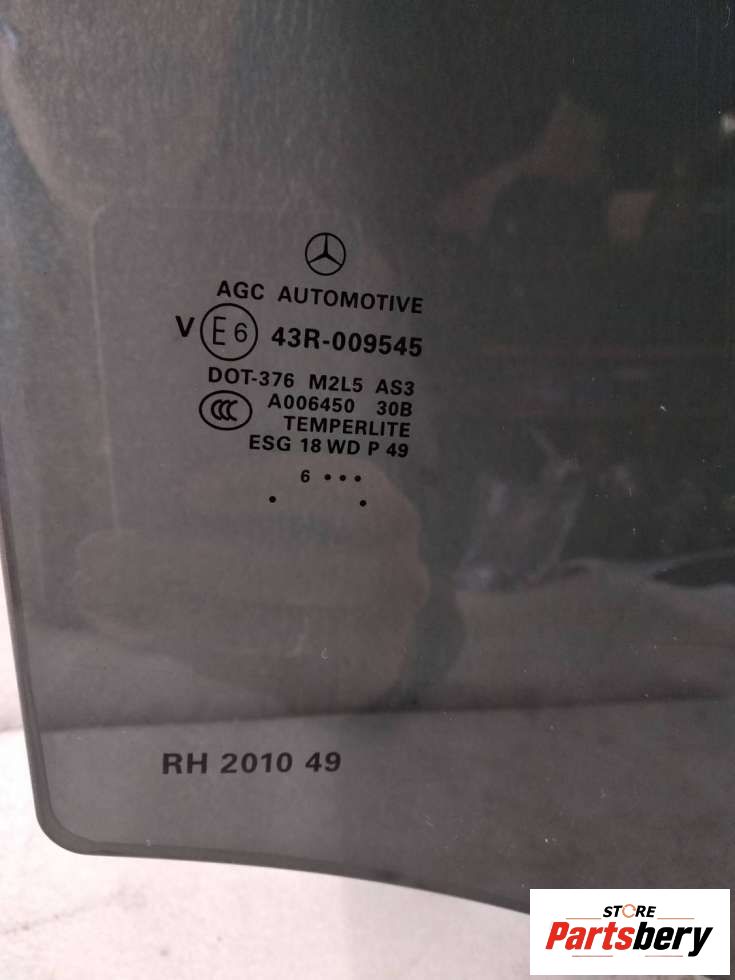 AGC AUTOMOTIVE
V E6 43R-009545
DOT-376 M2L5 AS3
CCC A006450 30B
TEMPERLITE
ESG 18 WD P 49
6 • • •
• •
RH 2010 49
STORE
Partsbery